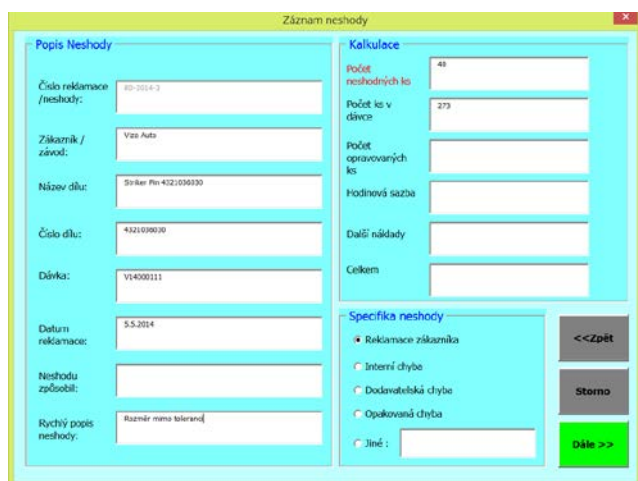 Záznam neshody
Popis Neshody
Číslo reklamace
/neshody:
Zákazník /
závod:
Viza Auto
Název dílu:
Striker Pin 4321036030
Číslo dílu:
4321036030
Dávka:
V14000111
Datum
reklamace:
5.5.2014
Neshodu
způsobil:
Rychlý popis
neshody:
Rozměr mimo toleranci
Kalkulace
Počet
neshodných ks
40
Počet ks v
dávce
273
Počet
opravovaných
ks
Hodinová sazba
Další náklady
Celkem
Specifika neshody
Reklamace zákazníka
Interní chyba
Dodavatelská chyba
Opakovaná chyba
Jiné :
<<Zpět
Storno
Dále >>